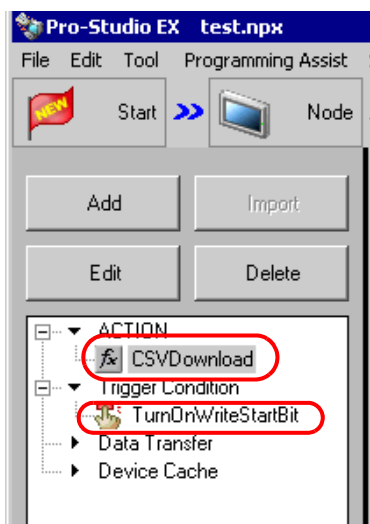 Pro-Studio EX test.npx
File Edit Tool Programming Assist
NEW Start Node
Add Import
Edit Delete
ACTION
fx CSVDownload
Trigger Condition
TurnOnWriteStartBit
Data Transfer
Device Cache